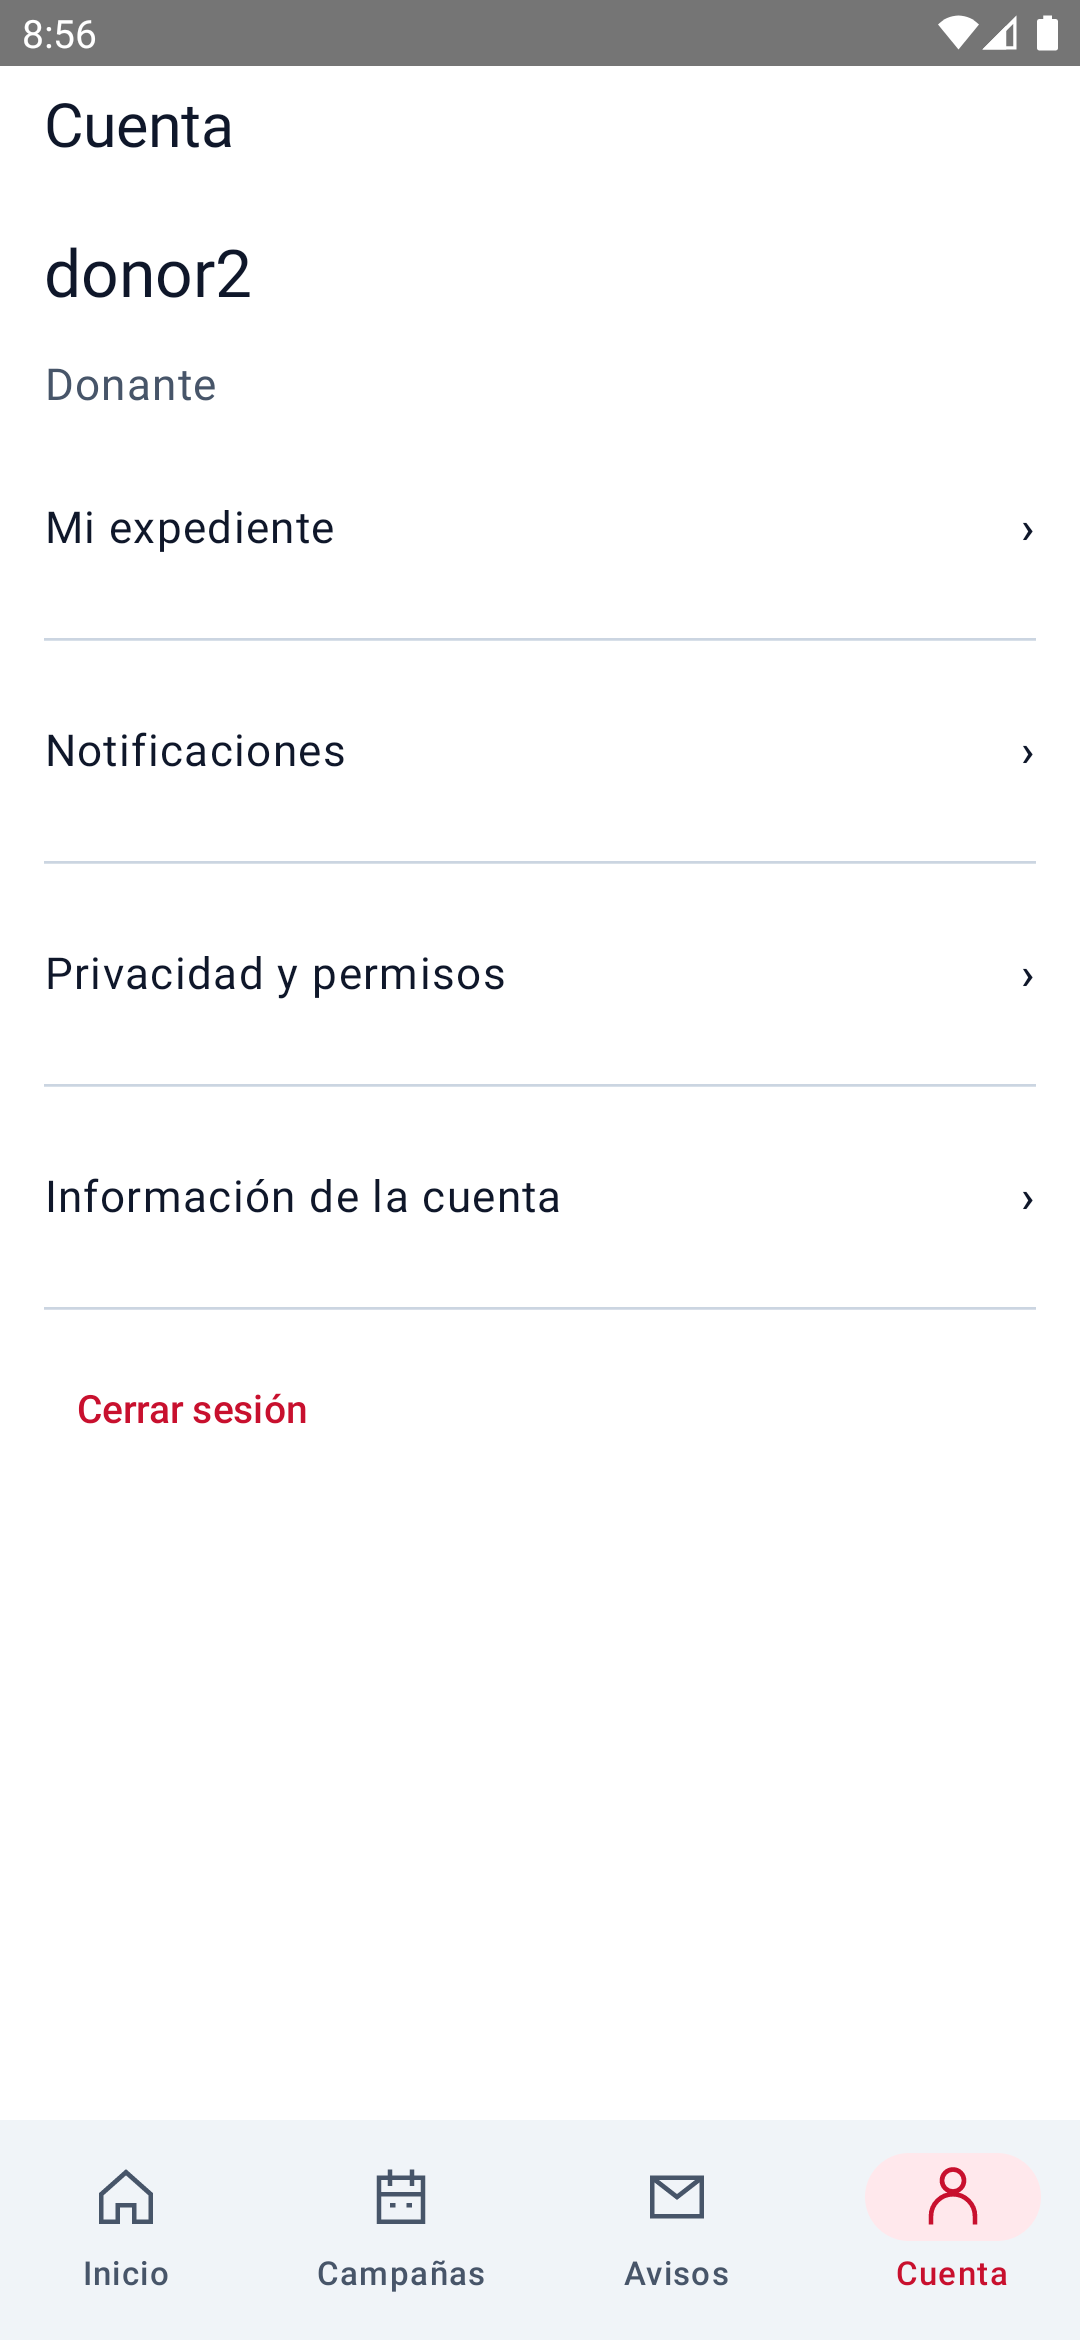 8:56
Cuenta
donor2
Donante
Mi expediente ›
Notificaciones ›
Privacidad y permisos ›
Información de la cuenta ›
Cerrar sesión
Inicio Campañas Avisos Cuenta